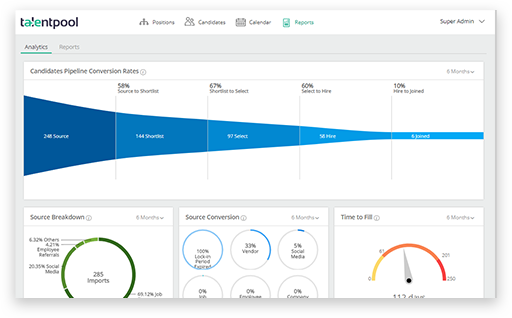 talentpool
Positions
Candidates
Calendar
Reports
Super Admin
Analytics
Reports
Candidates Pipeline Conversion Rates
6 Months
58%
Source to Shortlist
67%
Shortlist to Select
60%
Select to Hire
10%
Hire to Joined
248 Source
144 Shortlist
97 Select
58 Hire
6 Joined
Source Breakdown
6 Months
6.32% Others
4.21%
Employee
Referrals
20.35% Social
Media
285
Imports
49.12% Job
Source Conversion
6 Months
100%
Lock-in
Period
Expired
33%
Vendor
5%
Social
Media
0%
Job
0%
Employee
0%
Company
Time to Fill
6 Months
0
61
201
250
112 days